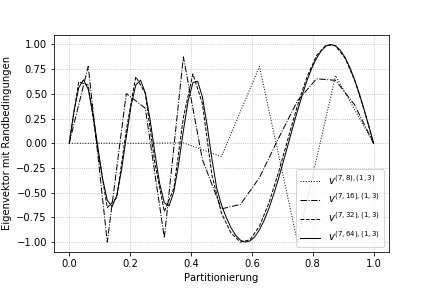 1.00
0.75
0.50
0.25
0.00
−0.25
−0.50
−0.75
−1.00
Eigenvektor mit Randbedingungen
v^(7,8),(1,3)
v^(7,16),(1,3)
v^(7,32),(1,3)
v^(7,64),(1,3)
0.0 0.2 0.4 0.6 0.8 1.0
Partitionierung